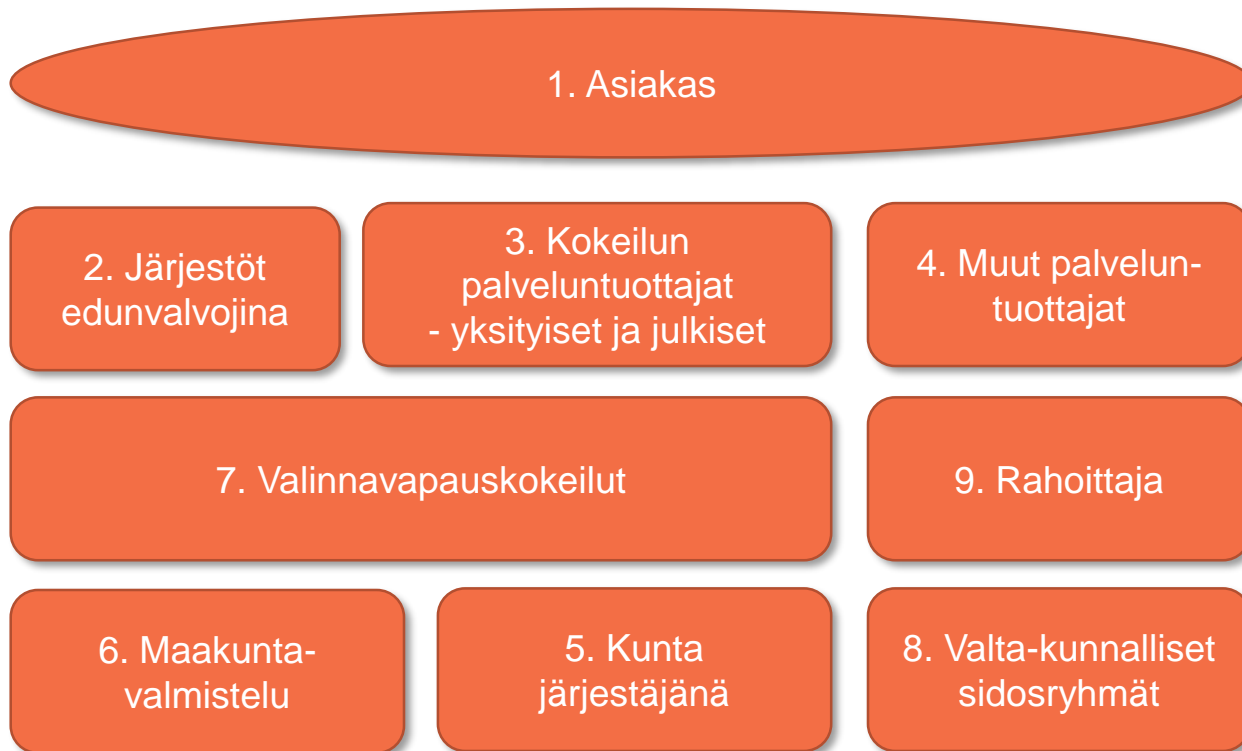 1. Asiakas
2. Järjestöt
edunvalvojina
3. Kokeilun
palveluntuottajat
- yksityiset ja julkiset
4. Muut palvelun-
tuottajat
7. Valinnavapauskokeilut
9. Rahoittaja
6. Maakunta-
valmistelu
5. Kunta
järjestäjänä
8. Valta-kunnalliset
sidosryhmät